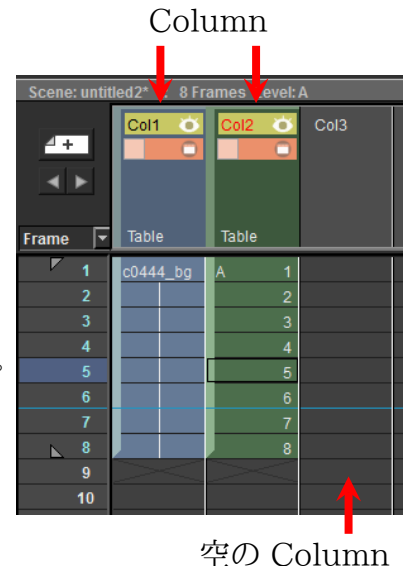 Column
Scene: untitled2* : 8 Frames Level: A
Col1 Col2 Col3
+
Frame Table Table
1 c0444_bg A 1
2 2
3 3
4 4
5 5
6 6
7 7
8 8
9
10
空の Column